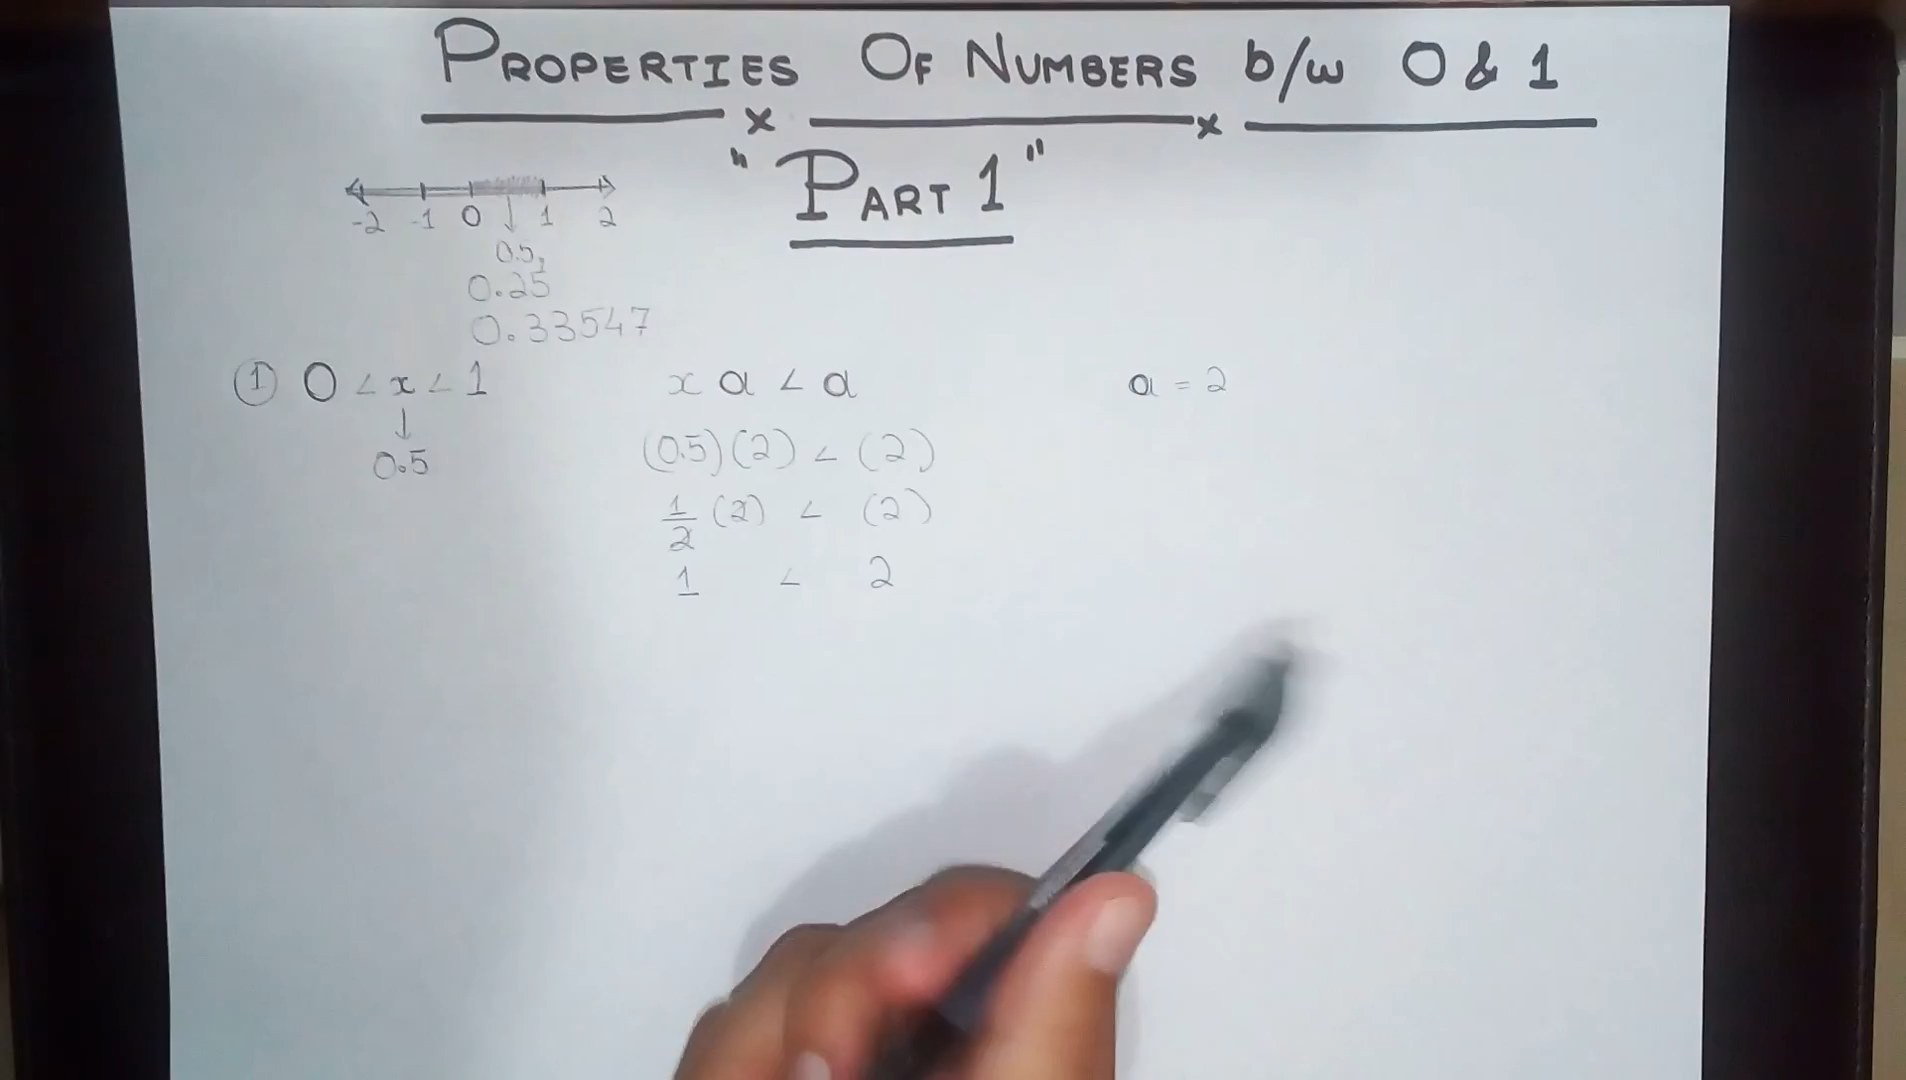 PROPERTIES OF NUMBERS b/w 0 & 1
x x
"PART 1"
-2 -1 0 1 2
0.5,
0.25
0.33547
① 0 < x < 1 x a < a a = 2
0.5 (0.5)(2) < (2)
1/2 (2) < (2)
1 < 2